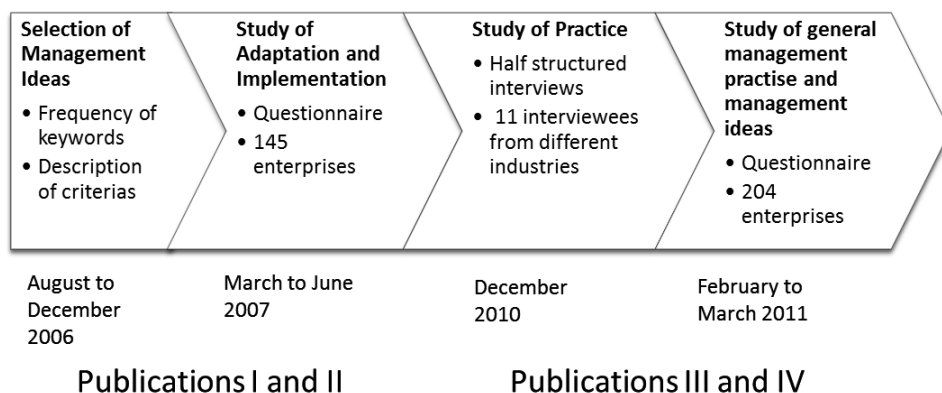 Selection of
Management
Ideas
• Frequency of
keywords
• Description
of criterias
Study of
Adaptation and
Implementation
• Questionnaire
• 145
enterprises
Study of Practice
• Half structured
interviews
• 11 interviewees
from different
industries
Study of general
management
practise and
management
ideas
• Questionnaire
• 204
enterprises
August to
December
2006
March to June
2007
December
2010
February to
March 2011
Publications I and II
Publications III and IV